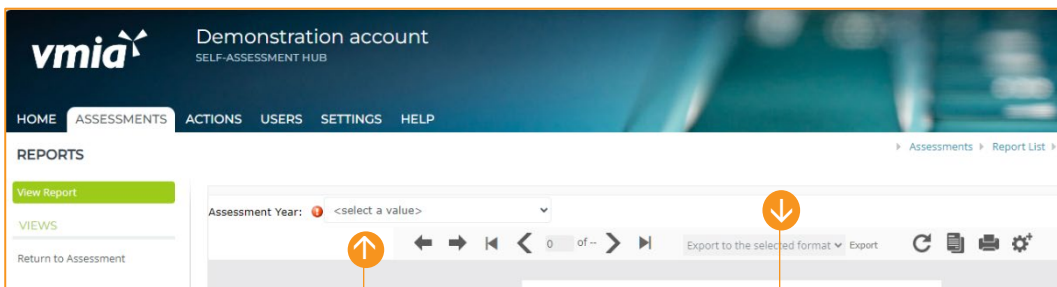 vmia
Demonstration account
SELF-ASSESSMENT HUB
HOME ASSESSMENTS ACTIONS USERS SETTINGS HELP
REPORTS
Assessments Report List
View Report
Assessment Year: <select a value>
VIEWS
0 of -- Export to the selected format Export
Return to Assessment